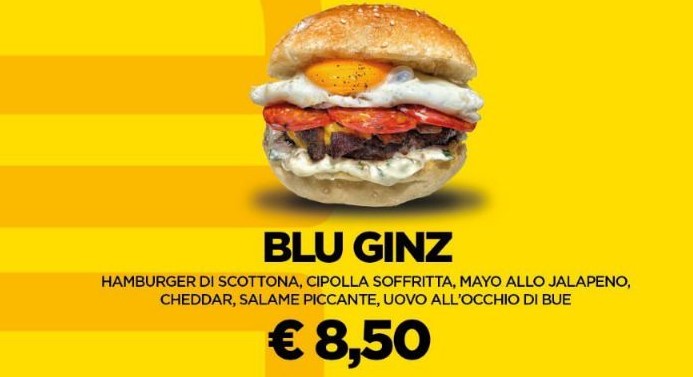 BLU GINZ
HAMBURGER DI SCOTTONA, CIPOLLA SOFFRITTA, MAYO ALLO JALAPENO,
CHEDDAR, SALAME PICCANTE, UOVO ALL'OCCHIO DI BUE
€ 8,50